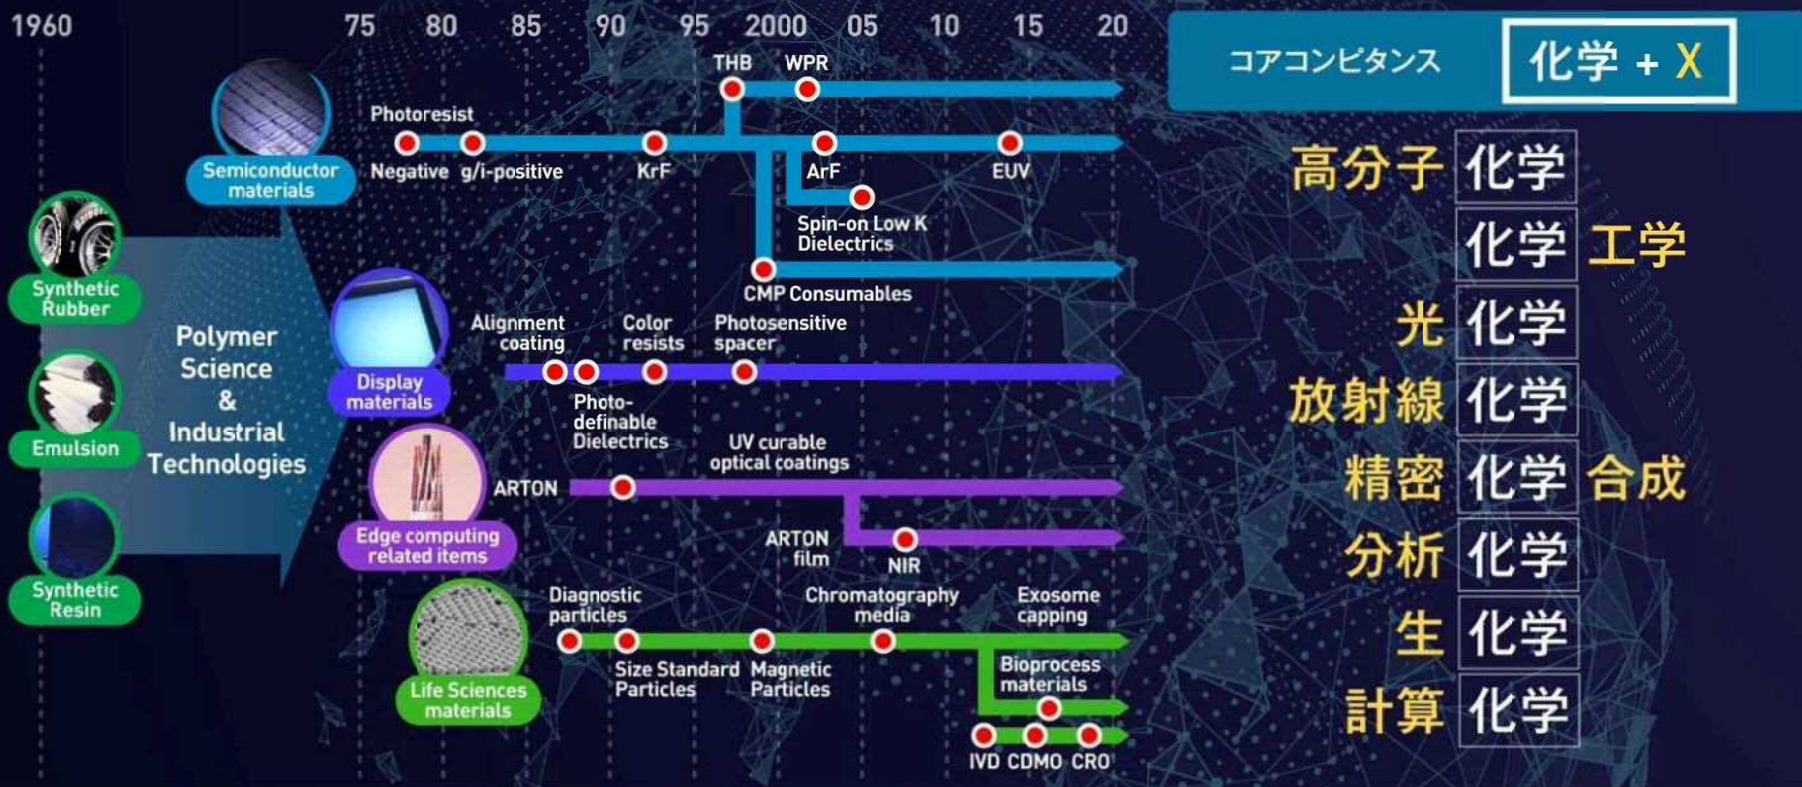 1960 75 80 85 90 95 2000 05 10 15 20
コアコンピタンス 化学 + X
THB WPR
Photoresist
Negative g/i-positive KrF ArF EUV
Semiconductor
materials
Spin-on Low K
Dielectrics
CMP Consumables
Synthetic
Rubber
Emulsion
Synthetic
Resin
Polymer
Science
&
Industrial
Technologies
Display
materials
Alignment
coating
Color
resists
Photosensitive
spacer
Photo-
definable
Dielectrics
UV curable
optical coatings
ARTON
Edge computing
related items
ARTON
film
NIR
Diagnostic
particles
Chromatography
media
Exosome
capping
Size Standard
Particles
Magnetic
Particles
Bioprocess
materials
Life Sciences
materials
IVD CDMO CRO
高分子 化学
化学 工学
光 化学
放射線 化学
精密 化学 合成
分析 化学
生 化学
計算 化学